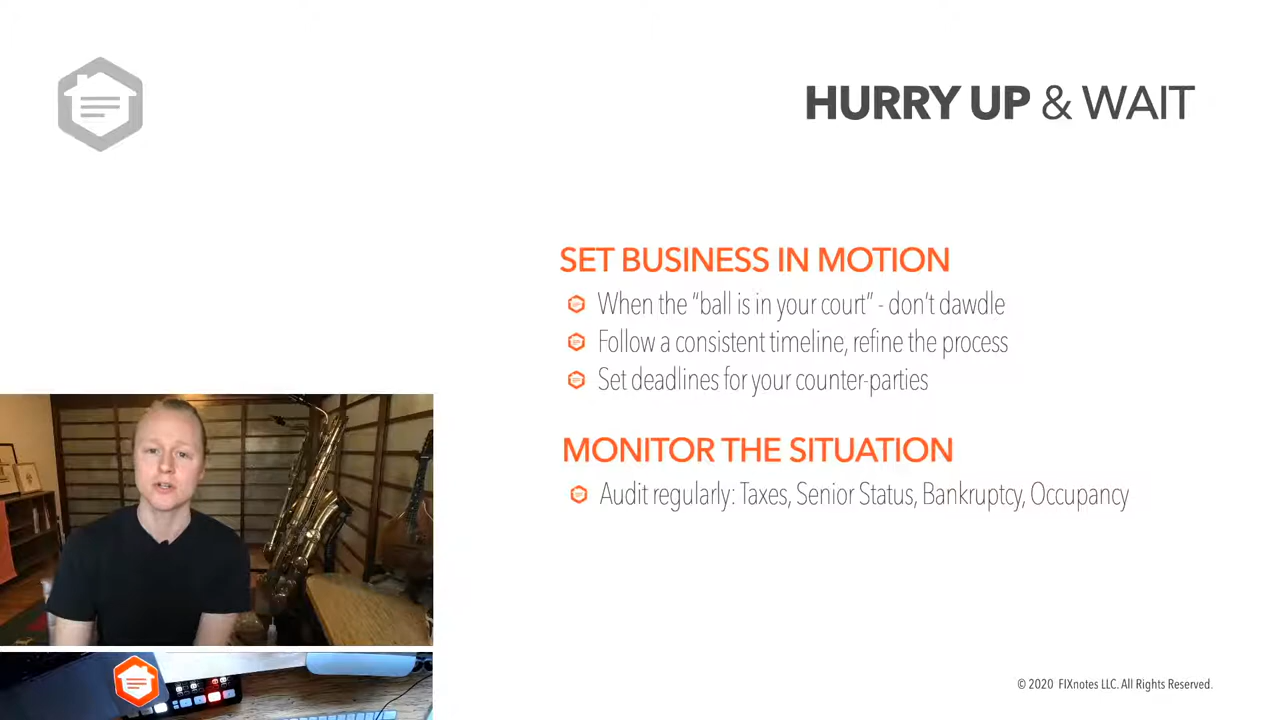 HURRY UP & WAIT
SET BUSINESS IN MOTION
When the “ball is in your court” - don’t dawdle
Follow a consistent timeline, refine the process
Set deadlines for your counter-parties
MONITOR THE SITUATION
Audit regularly: Taxes, Senior Status, Bankruptcy, Occupancy
© 2020 FIXnotes LLC. All Rights Reserved.